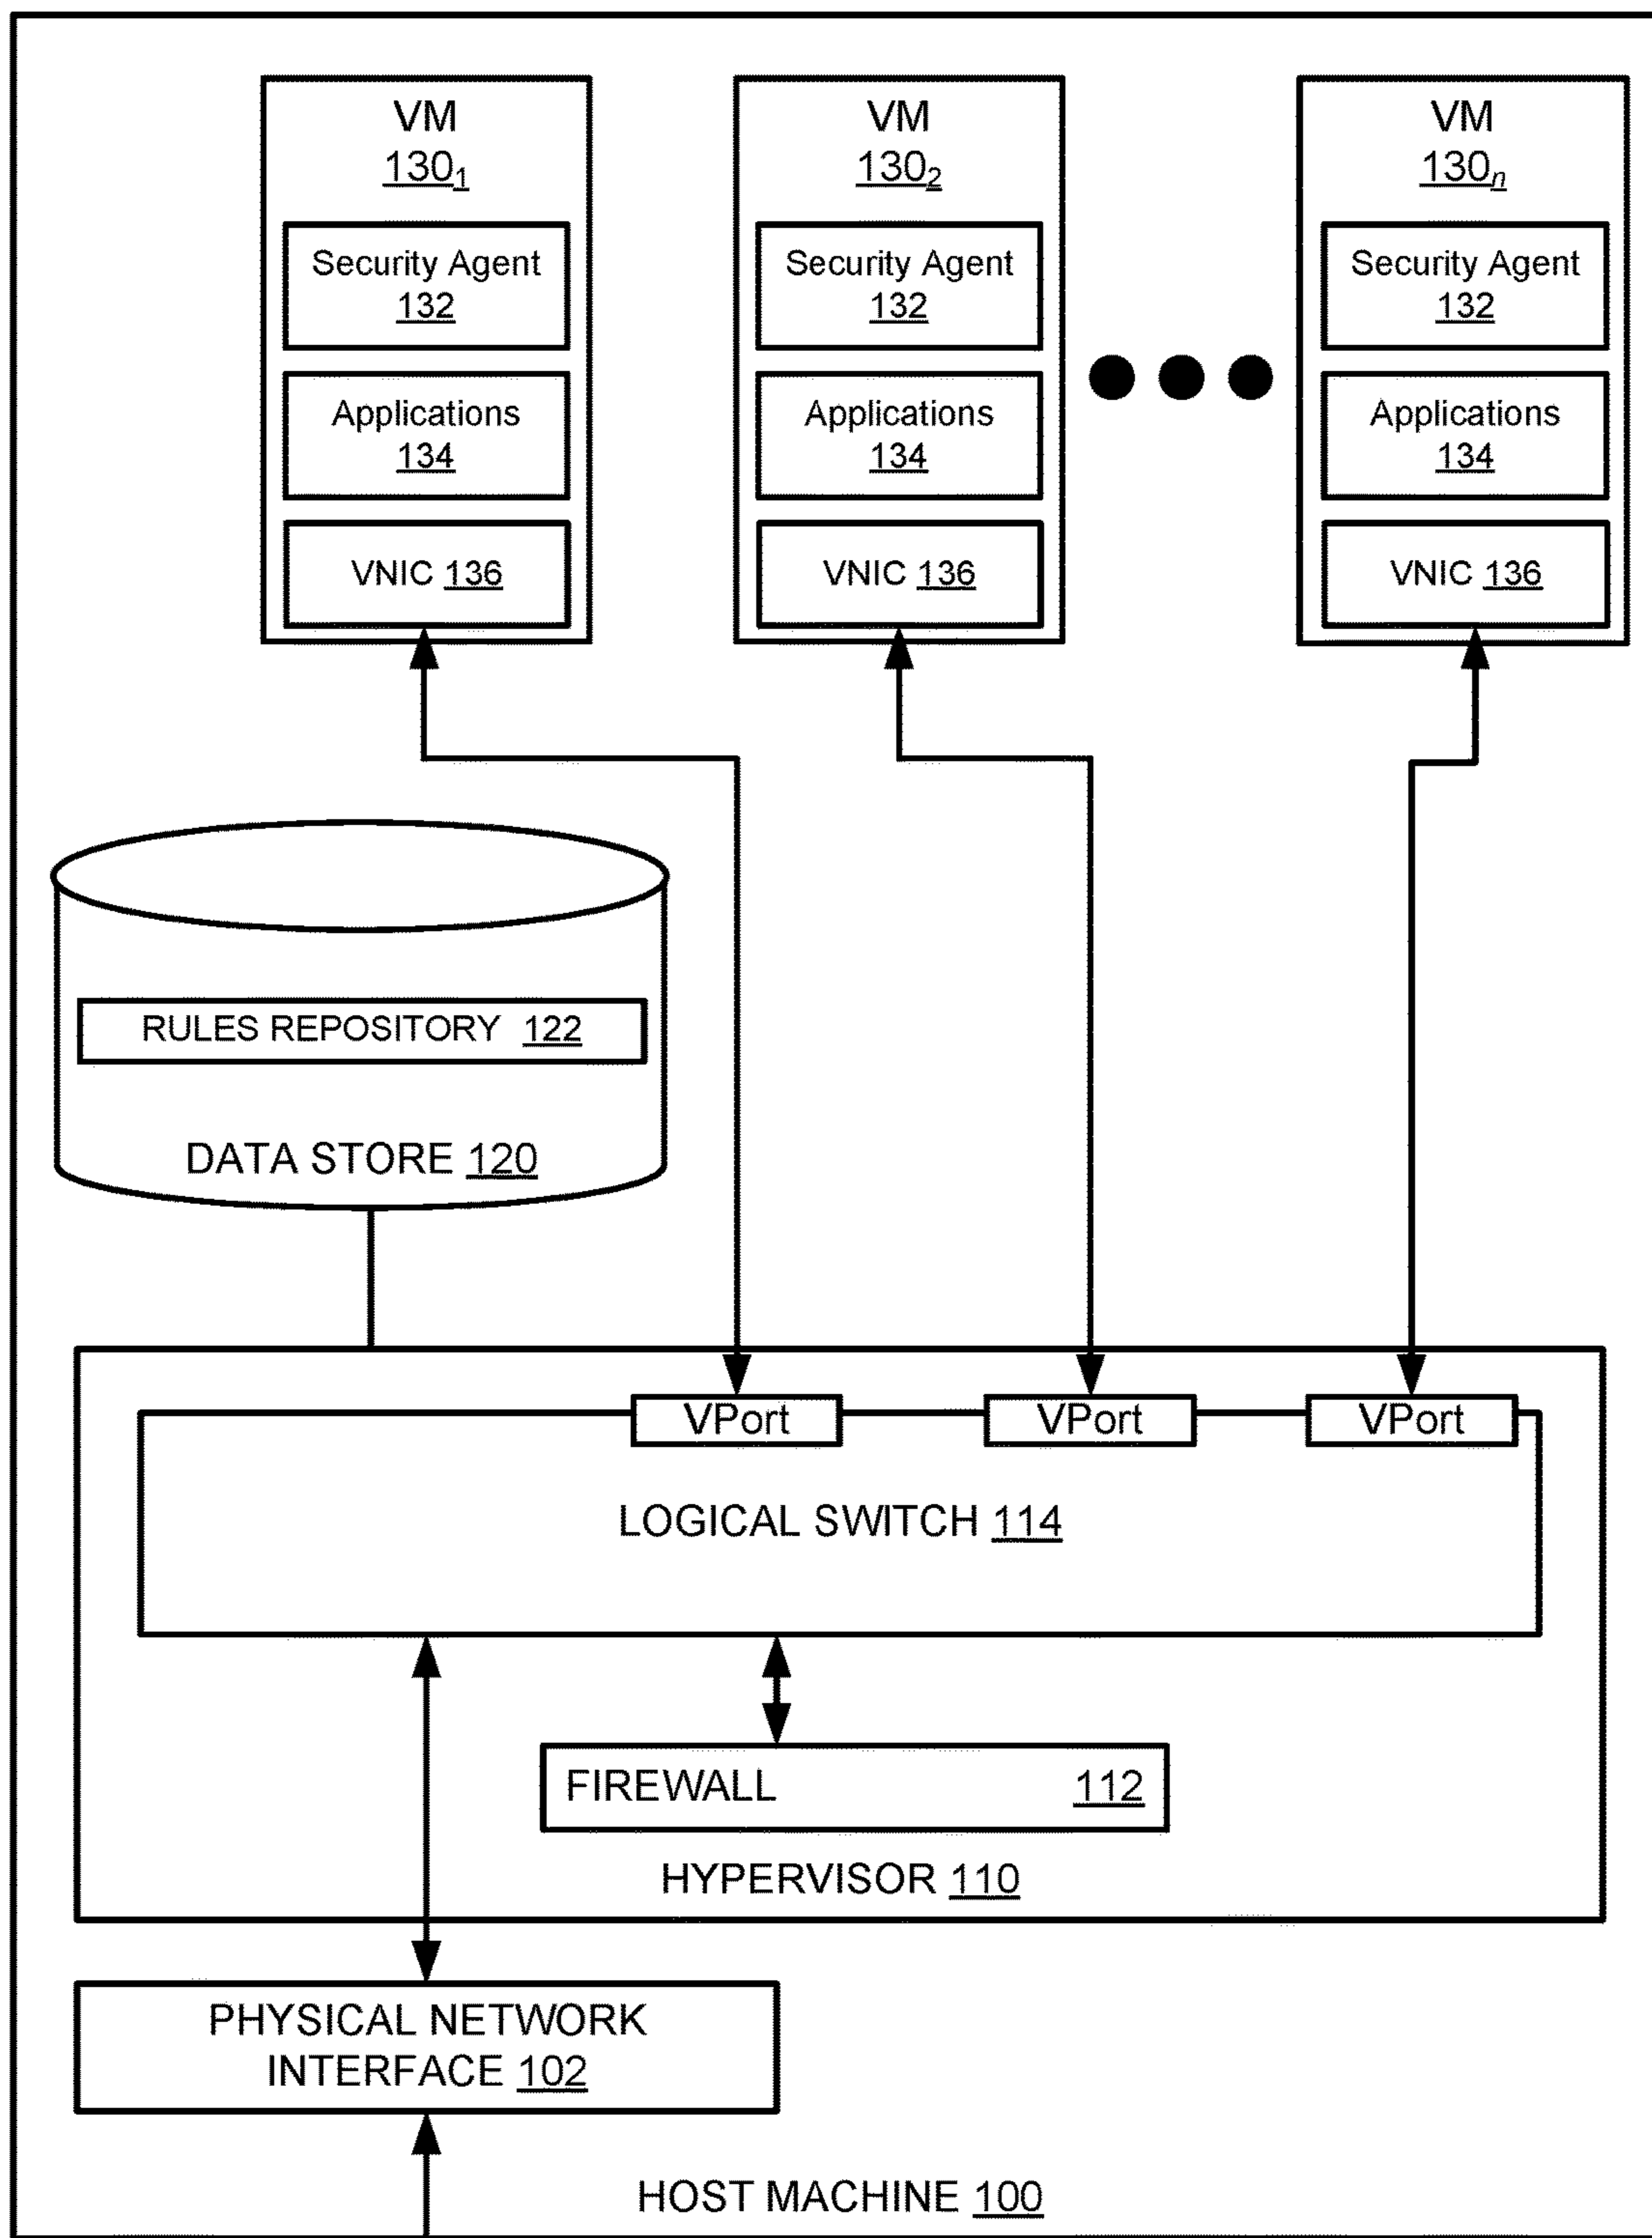 VM
130₁
Security Agent
132
Applications
134
VNIC 136
VM
130₂
Security Agent
132
Applications
134
VNIC 136
VM
130ₙ
Security Agent
132
Applications
134
VNIC 136
RULES REPOSITORY 122
DATA STORE 120
VPort
VPort
VPort
LOGICAL SWITCH 114
FIREWALL 112
HYPERVISOR 110
PHYSICAL NETWORK
INTERFACE 102
HOST MACHINE 100